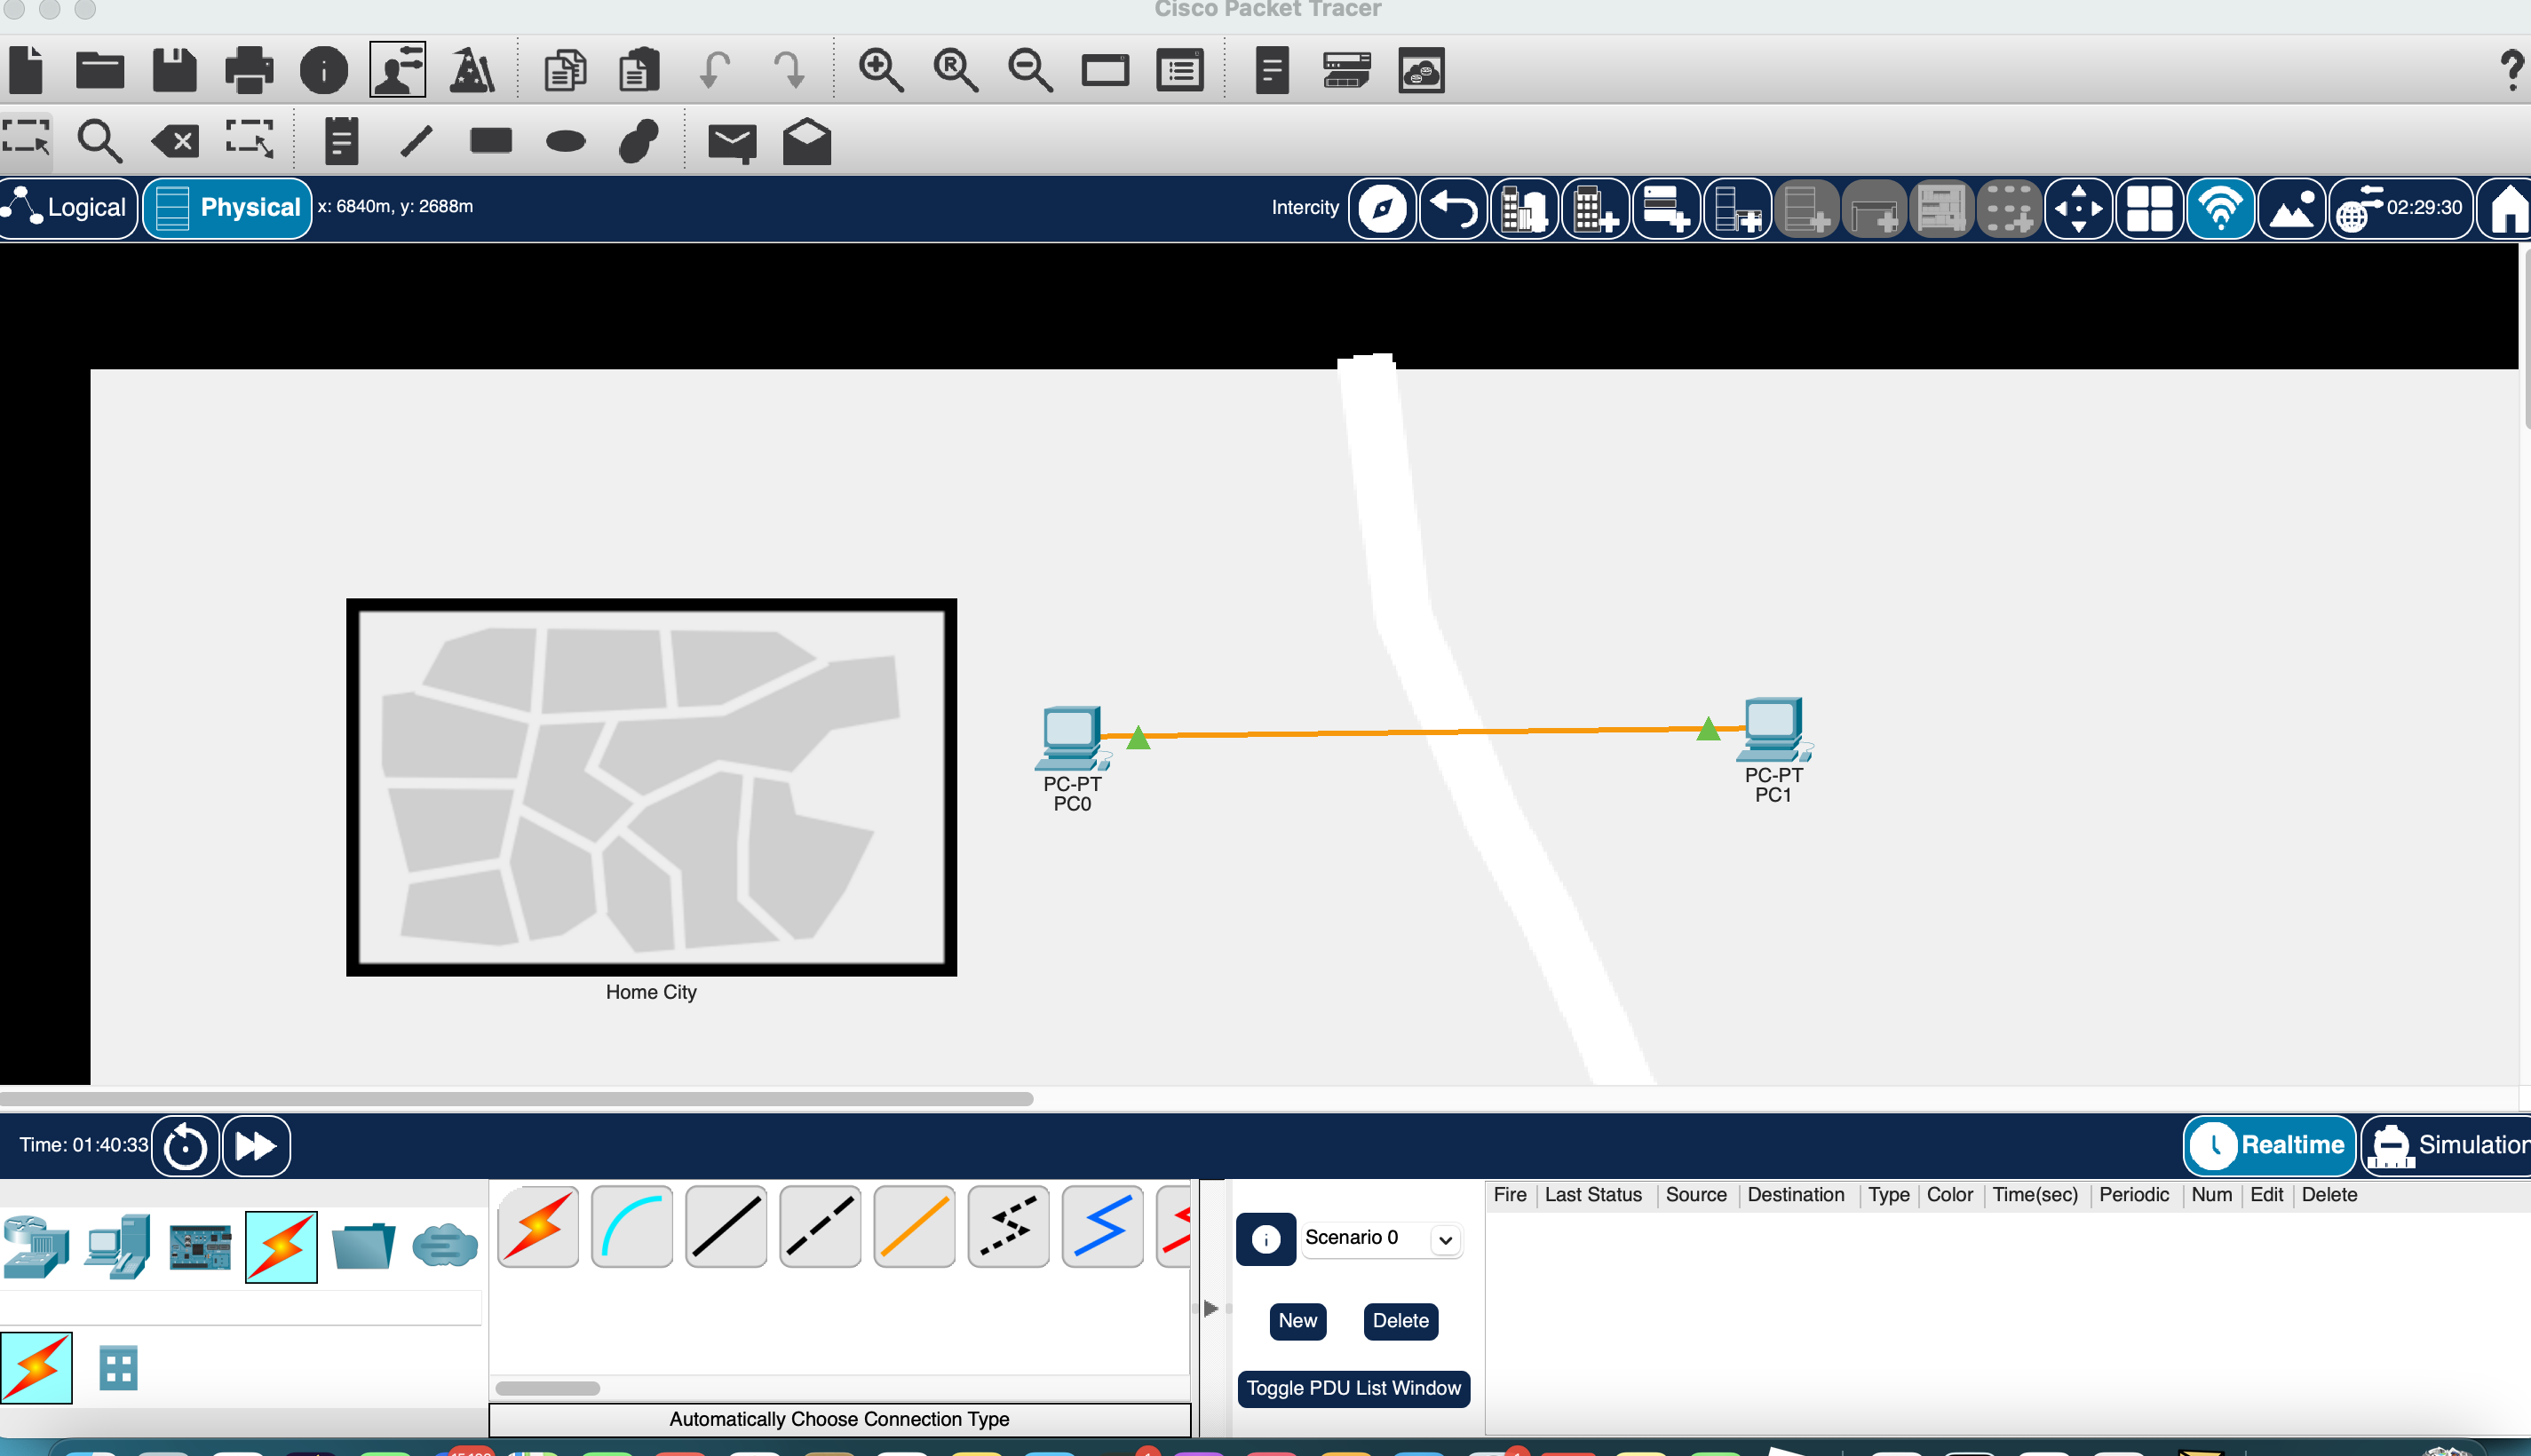 Cisco Packet Tracer
Logical Physical x: 6840m, y: 2688m Intercity 02:29:30
PC-PT
PC0
PC-PT
PC1
Home City
Time: 01:40:33 Realtime Simulation
Fire Last Status Source Destination Type Color Time(sec) Periodic Num Edit Delete
Scenario 0
New Delete
Toggle PDU List Window
Automatically Choose Connection Type